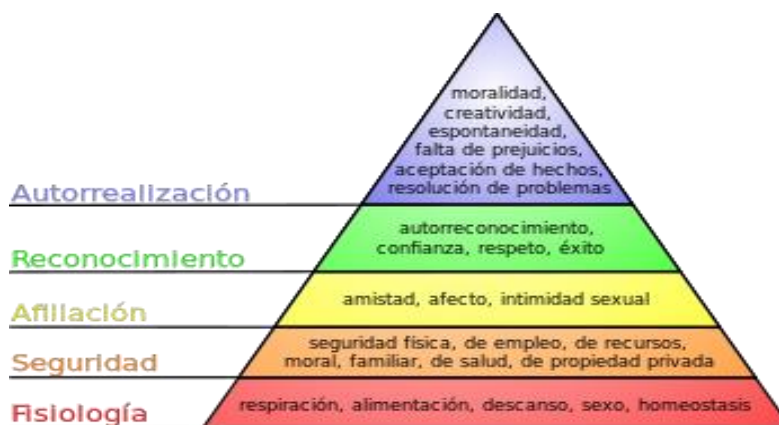 moralidad,
creatividad,
espontaneidad,
falta de prejuicios,
aceptación de hechos,
resolución de problemas
Autorrealización
autorreconocimiento,
confianza, respeto, éxito
Reconocimiento
amistad, afecto, intimidad sexual
Afiliación
seguridad física, de empleo, de recursos,
moral, familiar, de salud, de propiedad privada
Seguridad
respiración, alimentación, descanso, sexo, homeostasis
Fisiología